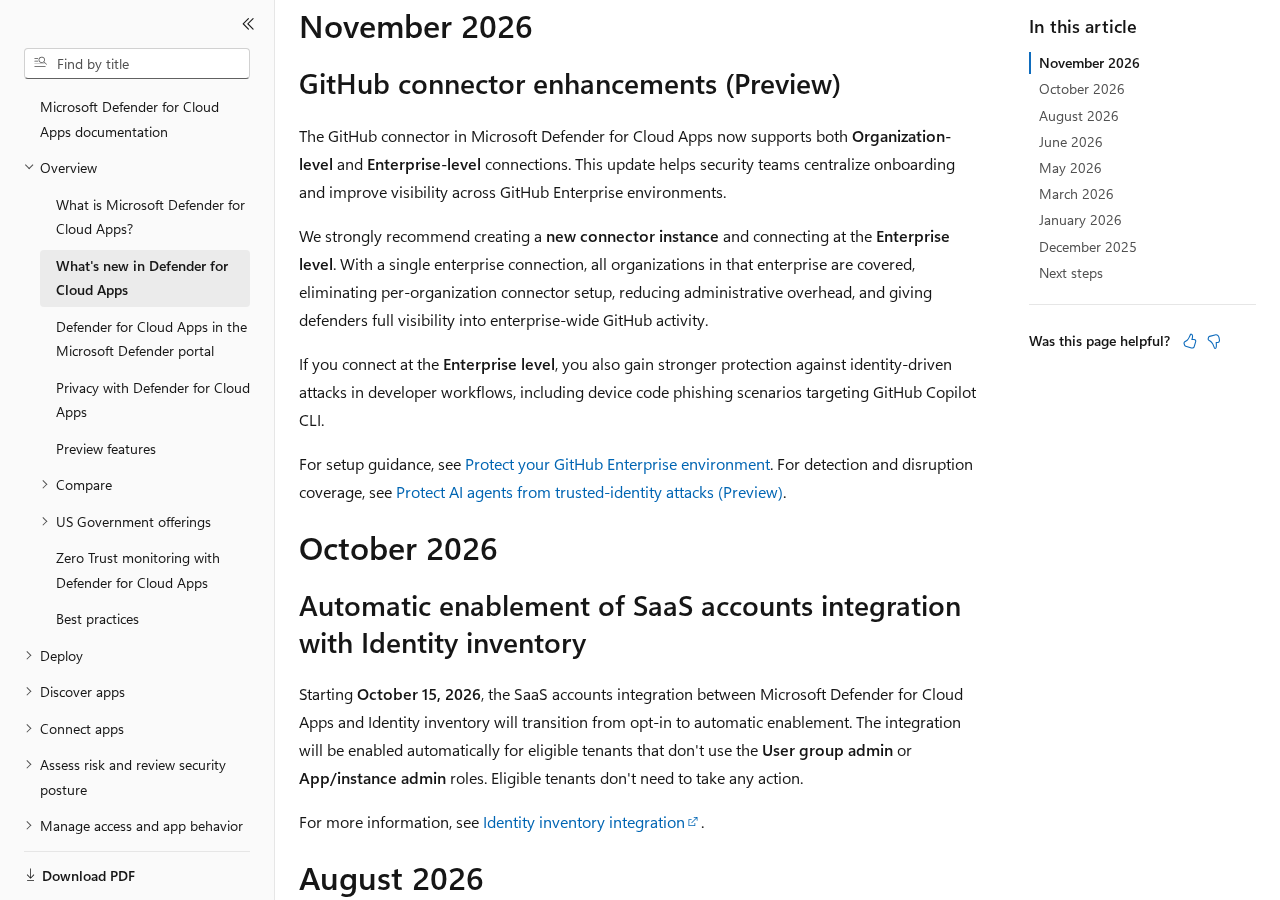 Find by title
Microsoft Defender for Cloud
Apps documentation
Overview
What is Microsoft Defender for
Cloud Apps?
What's new in Defender for
Cloud Apps
Defender for Cloud Apps in the
Microsoft Defender portal
Privacy with Defender for Cloud
Apps
Preview features
Compare
US Government offerings
Zero Trust monitoring with
Defender for Cloud Apps
Best practices
Deploy
Discover apps
Connect apps
Assess risk and review security
posture
Manage access and app behavior
Download PDF
November 2026
GitHub connector enhancements (Preview)
The GitHub connector in Microsoft Defender for Cloud Apps now supports both Organization-
level and Enterprise-level connections. This update helps security teams centralize onboarding
and improve visibility across GitHub Enterprise environments.
We strongly recommend creating a new connector instance and connecting at the Enterprise
level. With a single enterprise connection, all organizations in that enterprise are covered,
eliminating per-organization connector setup, reducing administrative overhead, and giving
defenders full visibility into enterprise-wide GitHub activity.
If you connect at the Enterprise level, you also gain stronger protection against identity-driven
attacks in developer workflows, including device code phishing scenarios targeting GitHub Copilot
CLI.
For setup guidance, see Protect your GitHub Enterprise environment. For detection and disruption
coverage, see Protect AI agents from trusted-identity attacks (Preview).
October 2026
Automatic enablement of SaaS accounts integration
with Identity inventory
Starting October 15, 2026, the SaaS accounts integration between Microsoft Defender for Cloud
Apps and Identity inventory will transition from opt-in to automatic enablement. The integration
will be enabled automatically for eligible tenants that don't use the User group admin or
App/instance admin roles. Eligible tenants don't need to take any action.
For more information, see Identity inventory integration.
August 2026
In this article
November 2026
October 2026
August 2026
June 2026
May 2026
March 2026
January 2026
December 2025
Next steps
Was this page helpful?